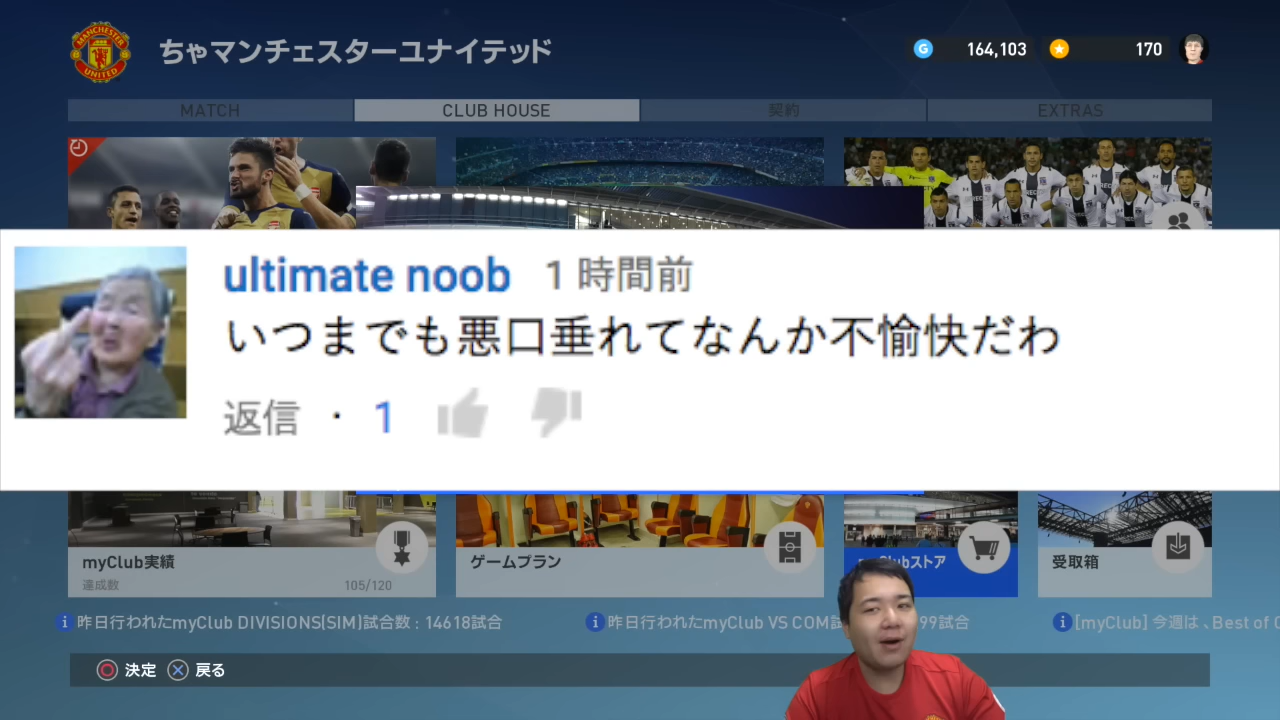 MANCHESTER
UNITED
ちゃマンチェスターユナイテッド
G 164,103 170
MATCH CLUB HOUSE 契約 EXTRAS
ultimate noob 1 時間前
いつまでも悪口垂れてなんか不愉快だわ
返信 · 1
myClub実績
達成数 105/120
ゲームプラン
Clubストア
受取箱
昨日行われたmyClub DIVISIONS(SIM)試合数 : 14618試合
昨日行われたmyClub VS COM試 99試合
[myClub] 今週は、Best of
決定 戻る